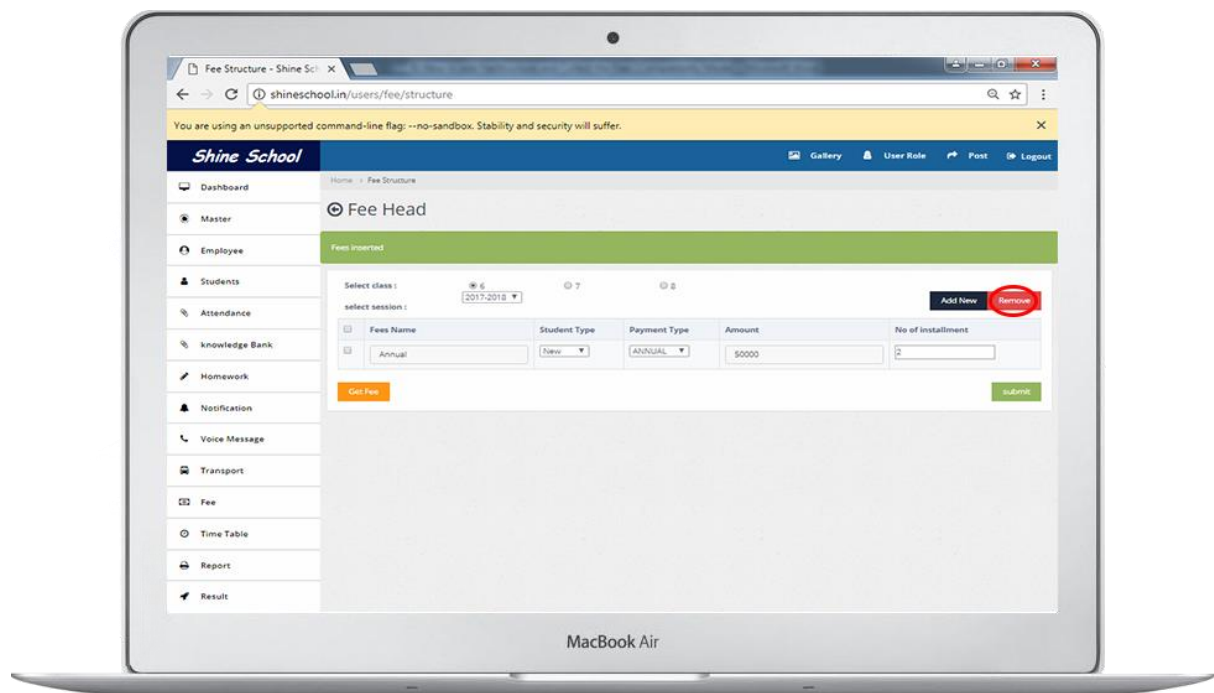 Fee Structure - Shine Sch
shineschool.in/users/fee/structure
You are using an unsupported command-line flag: --no-sandbox. Stability and security will suffer.
Shine School
Gallery User Role Post Logout
Dashboard
Home > Fee Structure
Master
Fee Head
Employee
Fees inserted
Students
Select class : 6 7 8
2017-2018
select session :
Add New Remove
Attendance
Fees Name Student Type Payment Type Amount No of installment
knowledge Bank
Annual New ANNUAL 50000 2
Homework
Get Fee submit
Notification
Voice Message
Transport
Fee
Time Table
Report
Result
MacBook Air